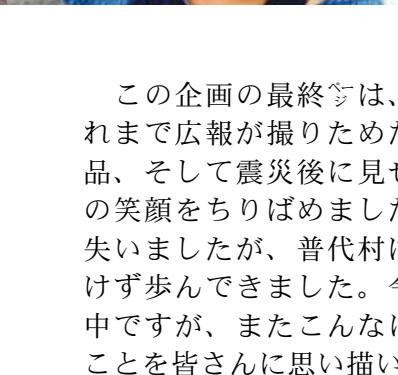 この企画の最終㌻は、
れまで広報が撮りため
品、そして震災後に見
の笑顔をちりばめまし
失いましたが、普代村
けず歩んできました。
中ですが、またこんな
ことを皆さんに思い描い